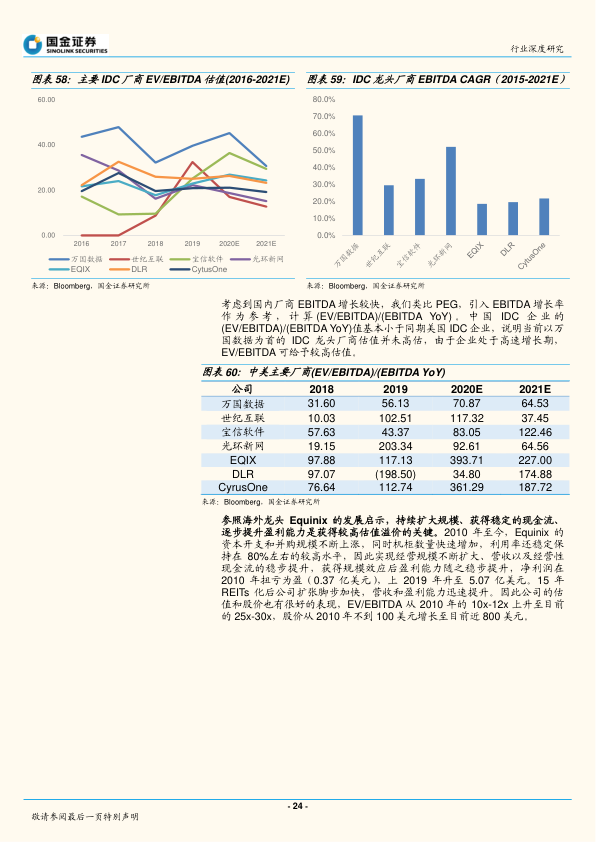 国金证券
SINOLINK SECURITIES
行业深度研究
图表 58：主要 IDC 厂商 EV/EBITDA 估值(2016-2021E)
60.00
40.00
20.00
0.00
2016 2017 2018 2019 2020E 2021E
万国数据 世纪互联 宝信软件 光环新网
EQIX DLR CytusOne
来源：Bloomberg，国金证券研究所
图表 59：IDC 龙头厂商 EBITDA CAGR（2015-2021E）
80.0%
70.0%
60.0%
50.0%
40.0%
30.0%
20.0%
10.0%
0.0%
万国数据 世纪互联 宝信软件 光环新网 EQIX DLR CytusOne
来源：Bloomberg，国金证券研究所
考虑到国内厂商 EBITDA 增长较快，我们类比 PEG，引入 EBITDA 增长率
作为参考，计算(EV/EBITDA)/(EBITDA YoY)。中国 IDC 企业的
(EV/EBITDA)/(EBITDA YoY)值基本小于同期美国 IDC 企业，说明当前以万
国数据为首的 IDC 龙头厂商估值并未高估，由于企业处于高速增长期，
EV/EBITDA 可给予较高估值。
图表 60：中美主要厂商(EV/EBITDA)/(EBITDA YoY)
公司 2018 2019 2020E 2021E
万国数据 31.60 56.13 70.87 64.53
世纪互联 10.03 102.51 117.32 37.45
宝信软件 57.63 43.37 83.05 122.46
光环新网 19.15 203.34 92.61 64.56
EQIX 97.88 117.13 393.71 227.00
DLR 97.07 (198.50) 34.80 174.88
CyrusOne 76.64 112.74 361.29 187.72
来源：Bloomberg，国金证券研究所
参照海外龙头 Equinix 的发展启示，持续扩大规模、获得稳定的现金流、
逐步提升盈利能力是获得较高估值溢价的关键。2010 年至今，Equinix 的
资本开支和并购规模不断上涨，同时机柜数量快速增加，利用率还稳定保
持在 80%左右的较高水平，因此实现经营规模不断扩大、营收以及经营性
现金流的稳步提升，获得规模效应后盈利能力随之稳步提升，净利润在
2010 年扭亏为盈（0.37 亿美元），上 2019 年升至 5.07 亿美元。15 年
REITs 化后公司扩张脚步加快，营收和盈利能力迅速提升。因此公司的估
值和股价也有很好的表现，EV/EBITDA 从 2010 年的 10x-12x 上升至目前
的 25x-30x，股价从 2010 年不到 100 美元增长至目前近 800 美元。
- 24 -
敬请参阅最后一页特别声明